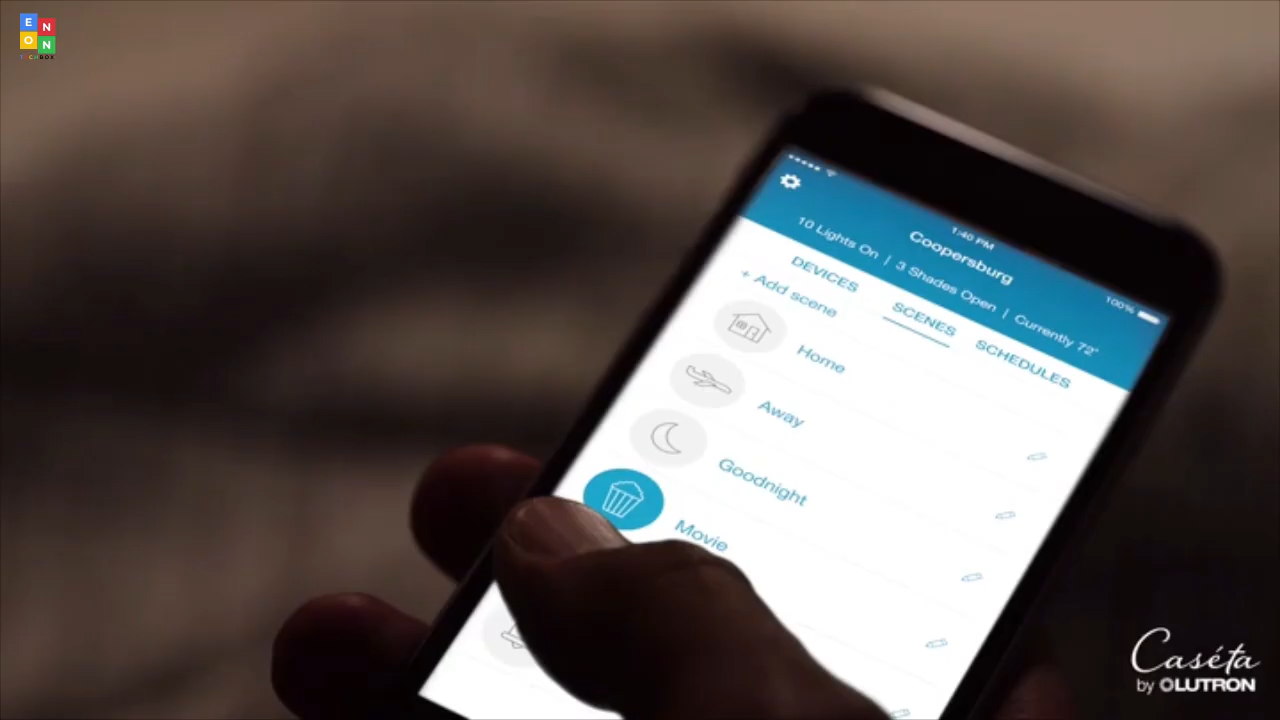 E N
O N
TECHBOX
1:40 PM
100%
Coopersburg
10 Lights On | 3 Shades Open | Currently 72°
DEVICES SCENES SCHEDULES
+ Add scene
Home
Away
Goodnight
Movie
Caséta
by LUTRON